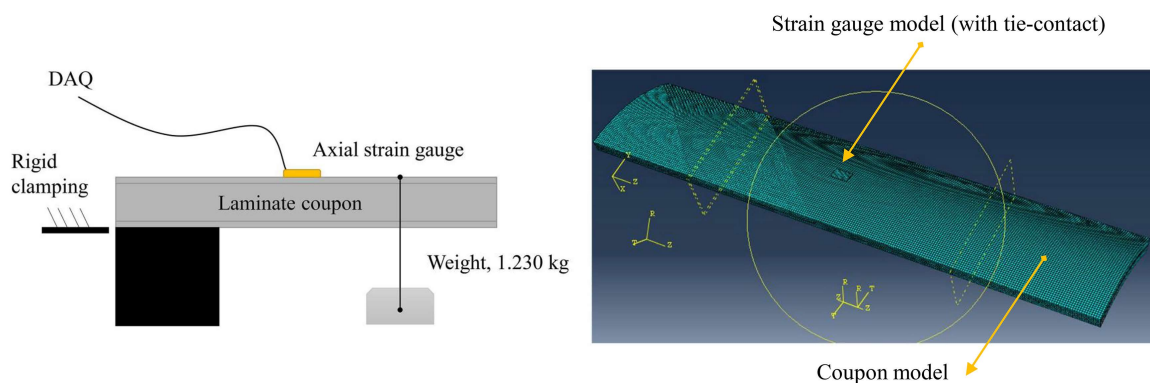 DAQ
Rigid
clamping
Axial strain gauge
Laminate coupon
Weight, 1.230 kg
Strain gauge model (with tie-contact)
Y
Z
X
R
T
Z
R
R
T
Z
Coupon model